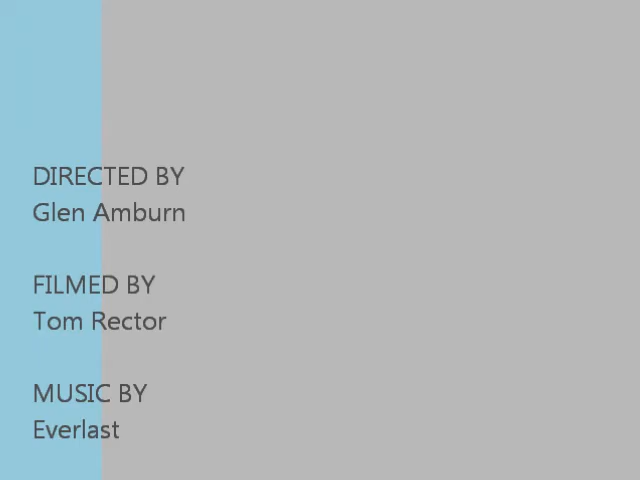 DIRECTED BY
Glen Amburn
FILMED BY
Tom Rector
MUSIC BY
Everlast